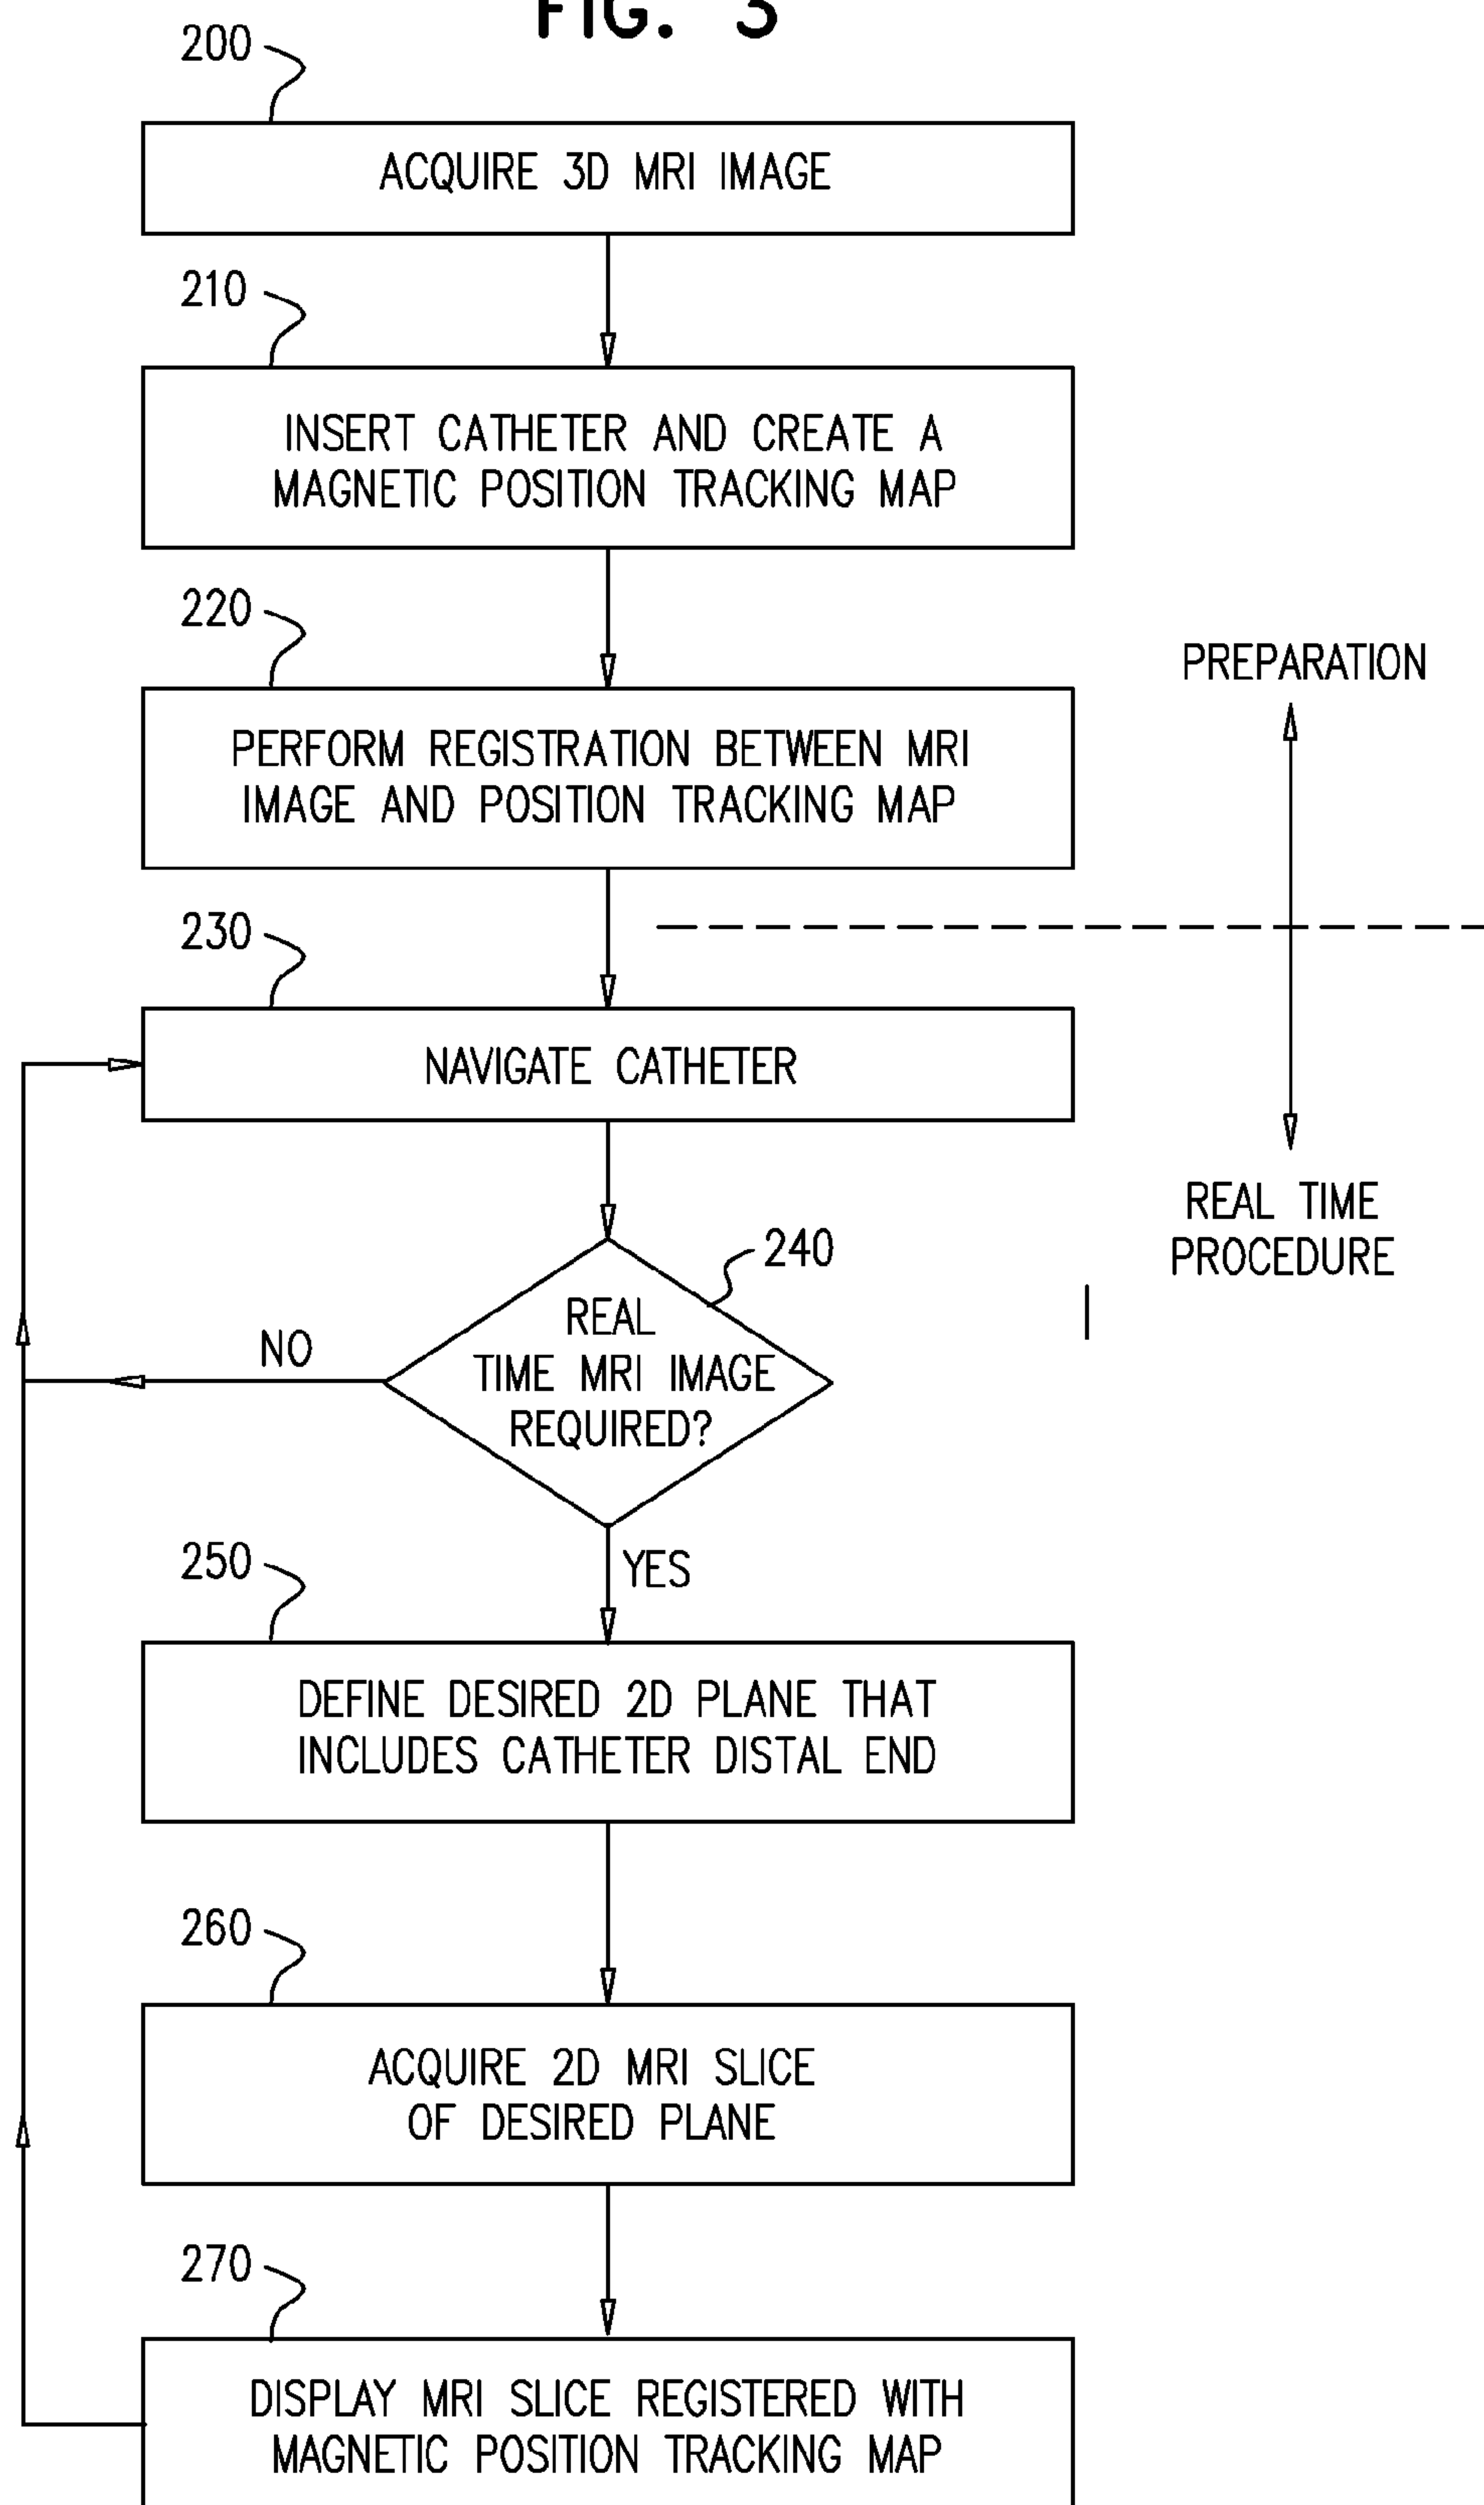 FIG. 3
200
ACQUIRE 3D MRI IMAGE
210
INSERT CATHETER AND CREATE A
MAGNETIC POSITION TRACKING MAP
220
PREPARATION
PERFORM REGISTRATION BETWEEN MRI
IMAGE AND POSITION TRACKING MAP
230
NAVIGATE CATHETER
REAL TIME
PROCEDURE
240
REAL
TIME MRI IMAGE
REQUIRED?
NO
YES
250
DEFINE DESIRED 2D PLANE THAT
INCLUDES CATHETER DISTAL END
260
ACQUIRE 2D MRI SLICE
OF DESIRED PLANE
270
DISPLAY MRI SLICE REGISTERED WITH
MAGNETIC POSITION TRACKING MAP